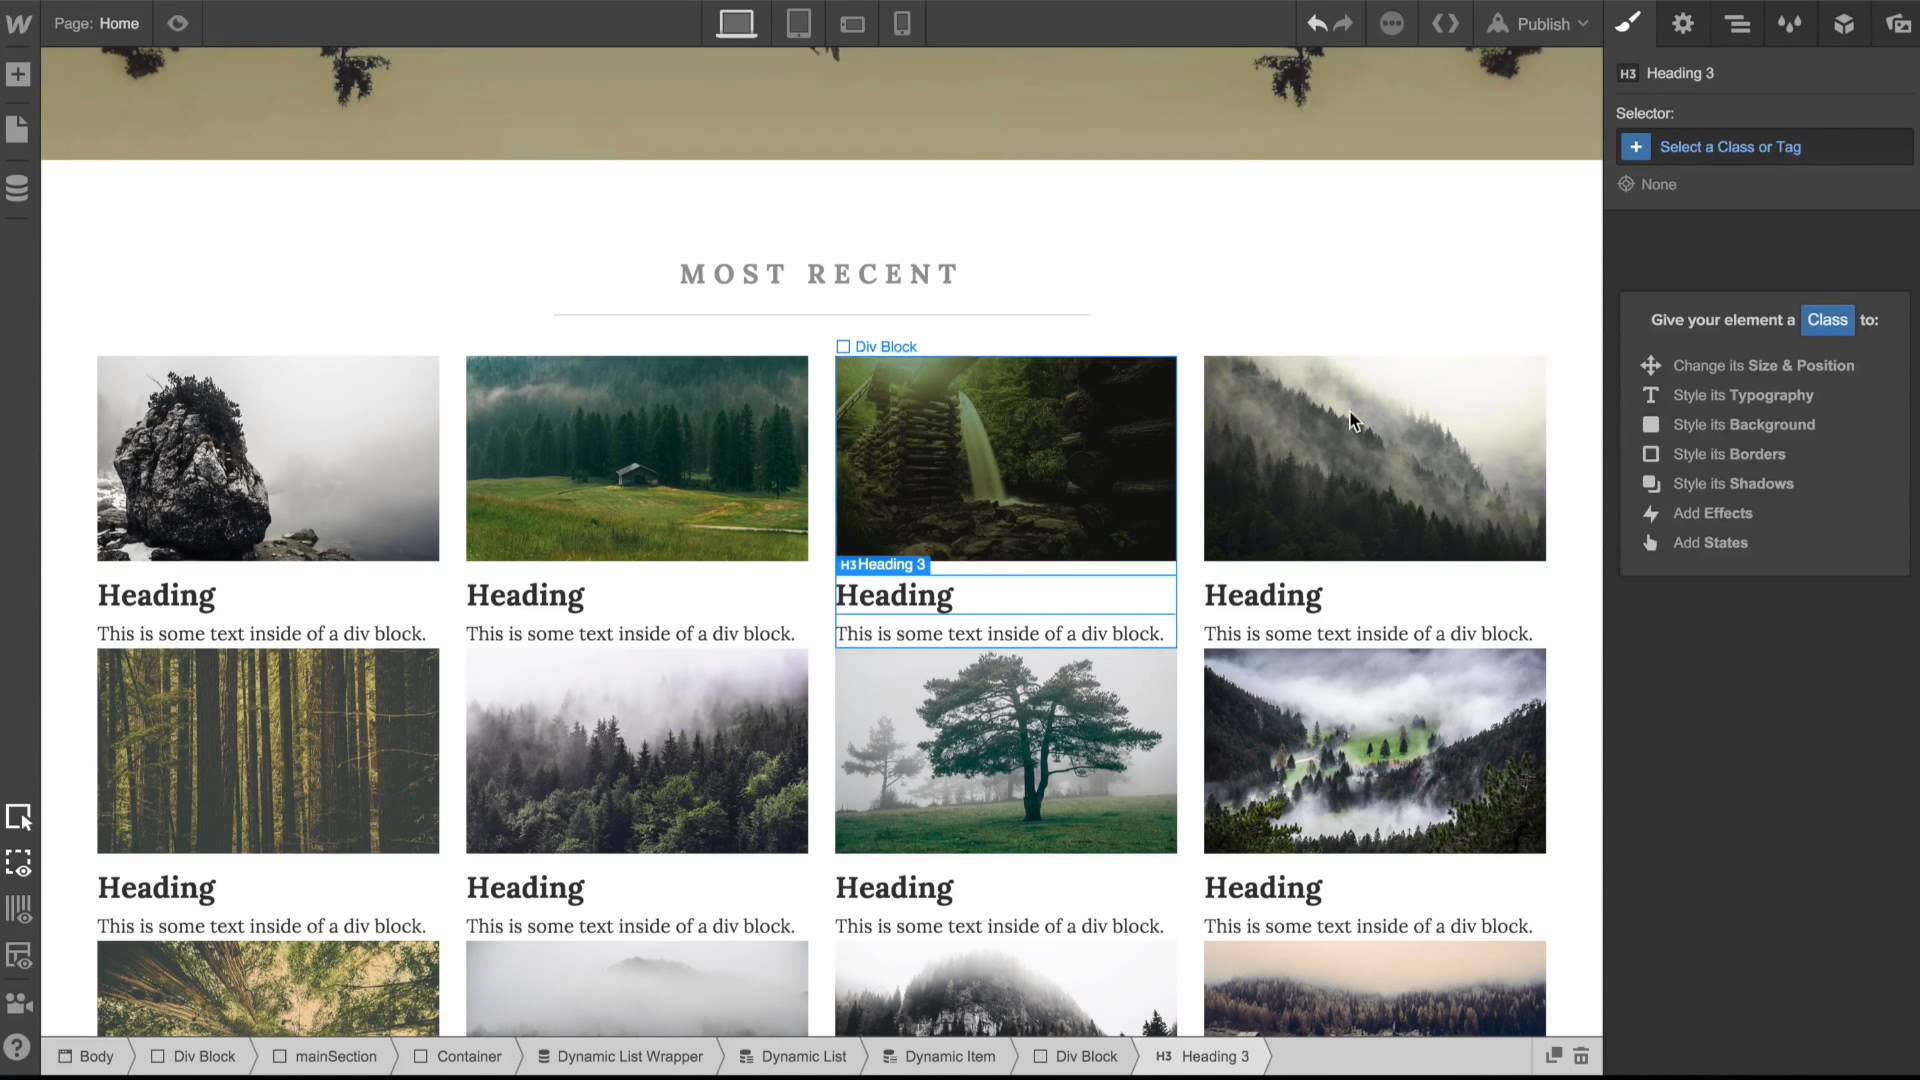 Page: Home
Publish
H3 Heading 3
Selector:
+ Select a Class or Tag
None
MOST RECENT
Div Block
Give your element a Class to:
Change its Size & Position
Style its Typography
Style its Background
Style its Borders
Style its Shadows
Add Effects
Add States
H3 Heading 3
Heading Heading Heading Heading
This is some text inside of a div block. This is some text inside of a div block. This is some text inside of a div block. This is some text inside of a div block.
Heading Heading Heading Heading
This is some text inside of a div block. This is some text inside of a div block. This is some text inside of a div block. This is some text inside of a div block.
Body Div Block mainSection Container Dynamic List Wrapper Dynamic List Dynamic Item Div Block H3 Heading 3